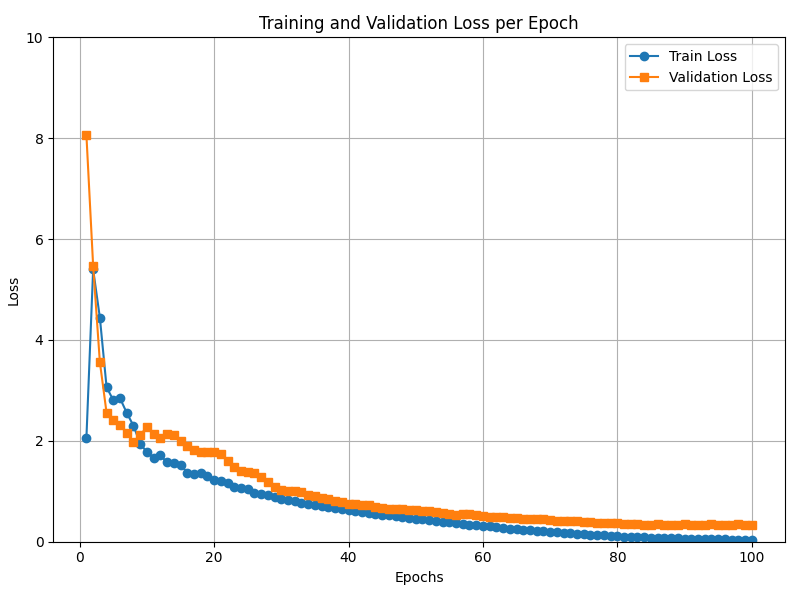 Training and Validation Loss per Epoch
Train Loss
Validation Loss
Loss
10
8
6
4
2
0
0 20 40 60 80 100
Epochs